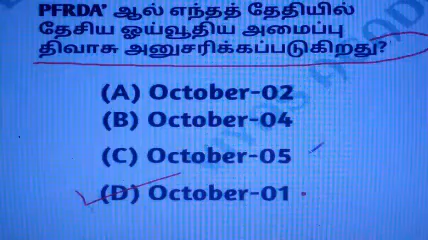 PFRDA' ஆல் எந்தத் தேதியில்
தேசிய ஓய்வூதிய அமைப்பு
திவாசு அனுசரிக்கப்படுகிறது?
(A) October-02
(B) October-04
(C) October-05
(D) October-01